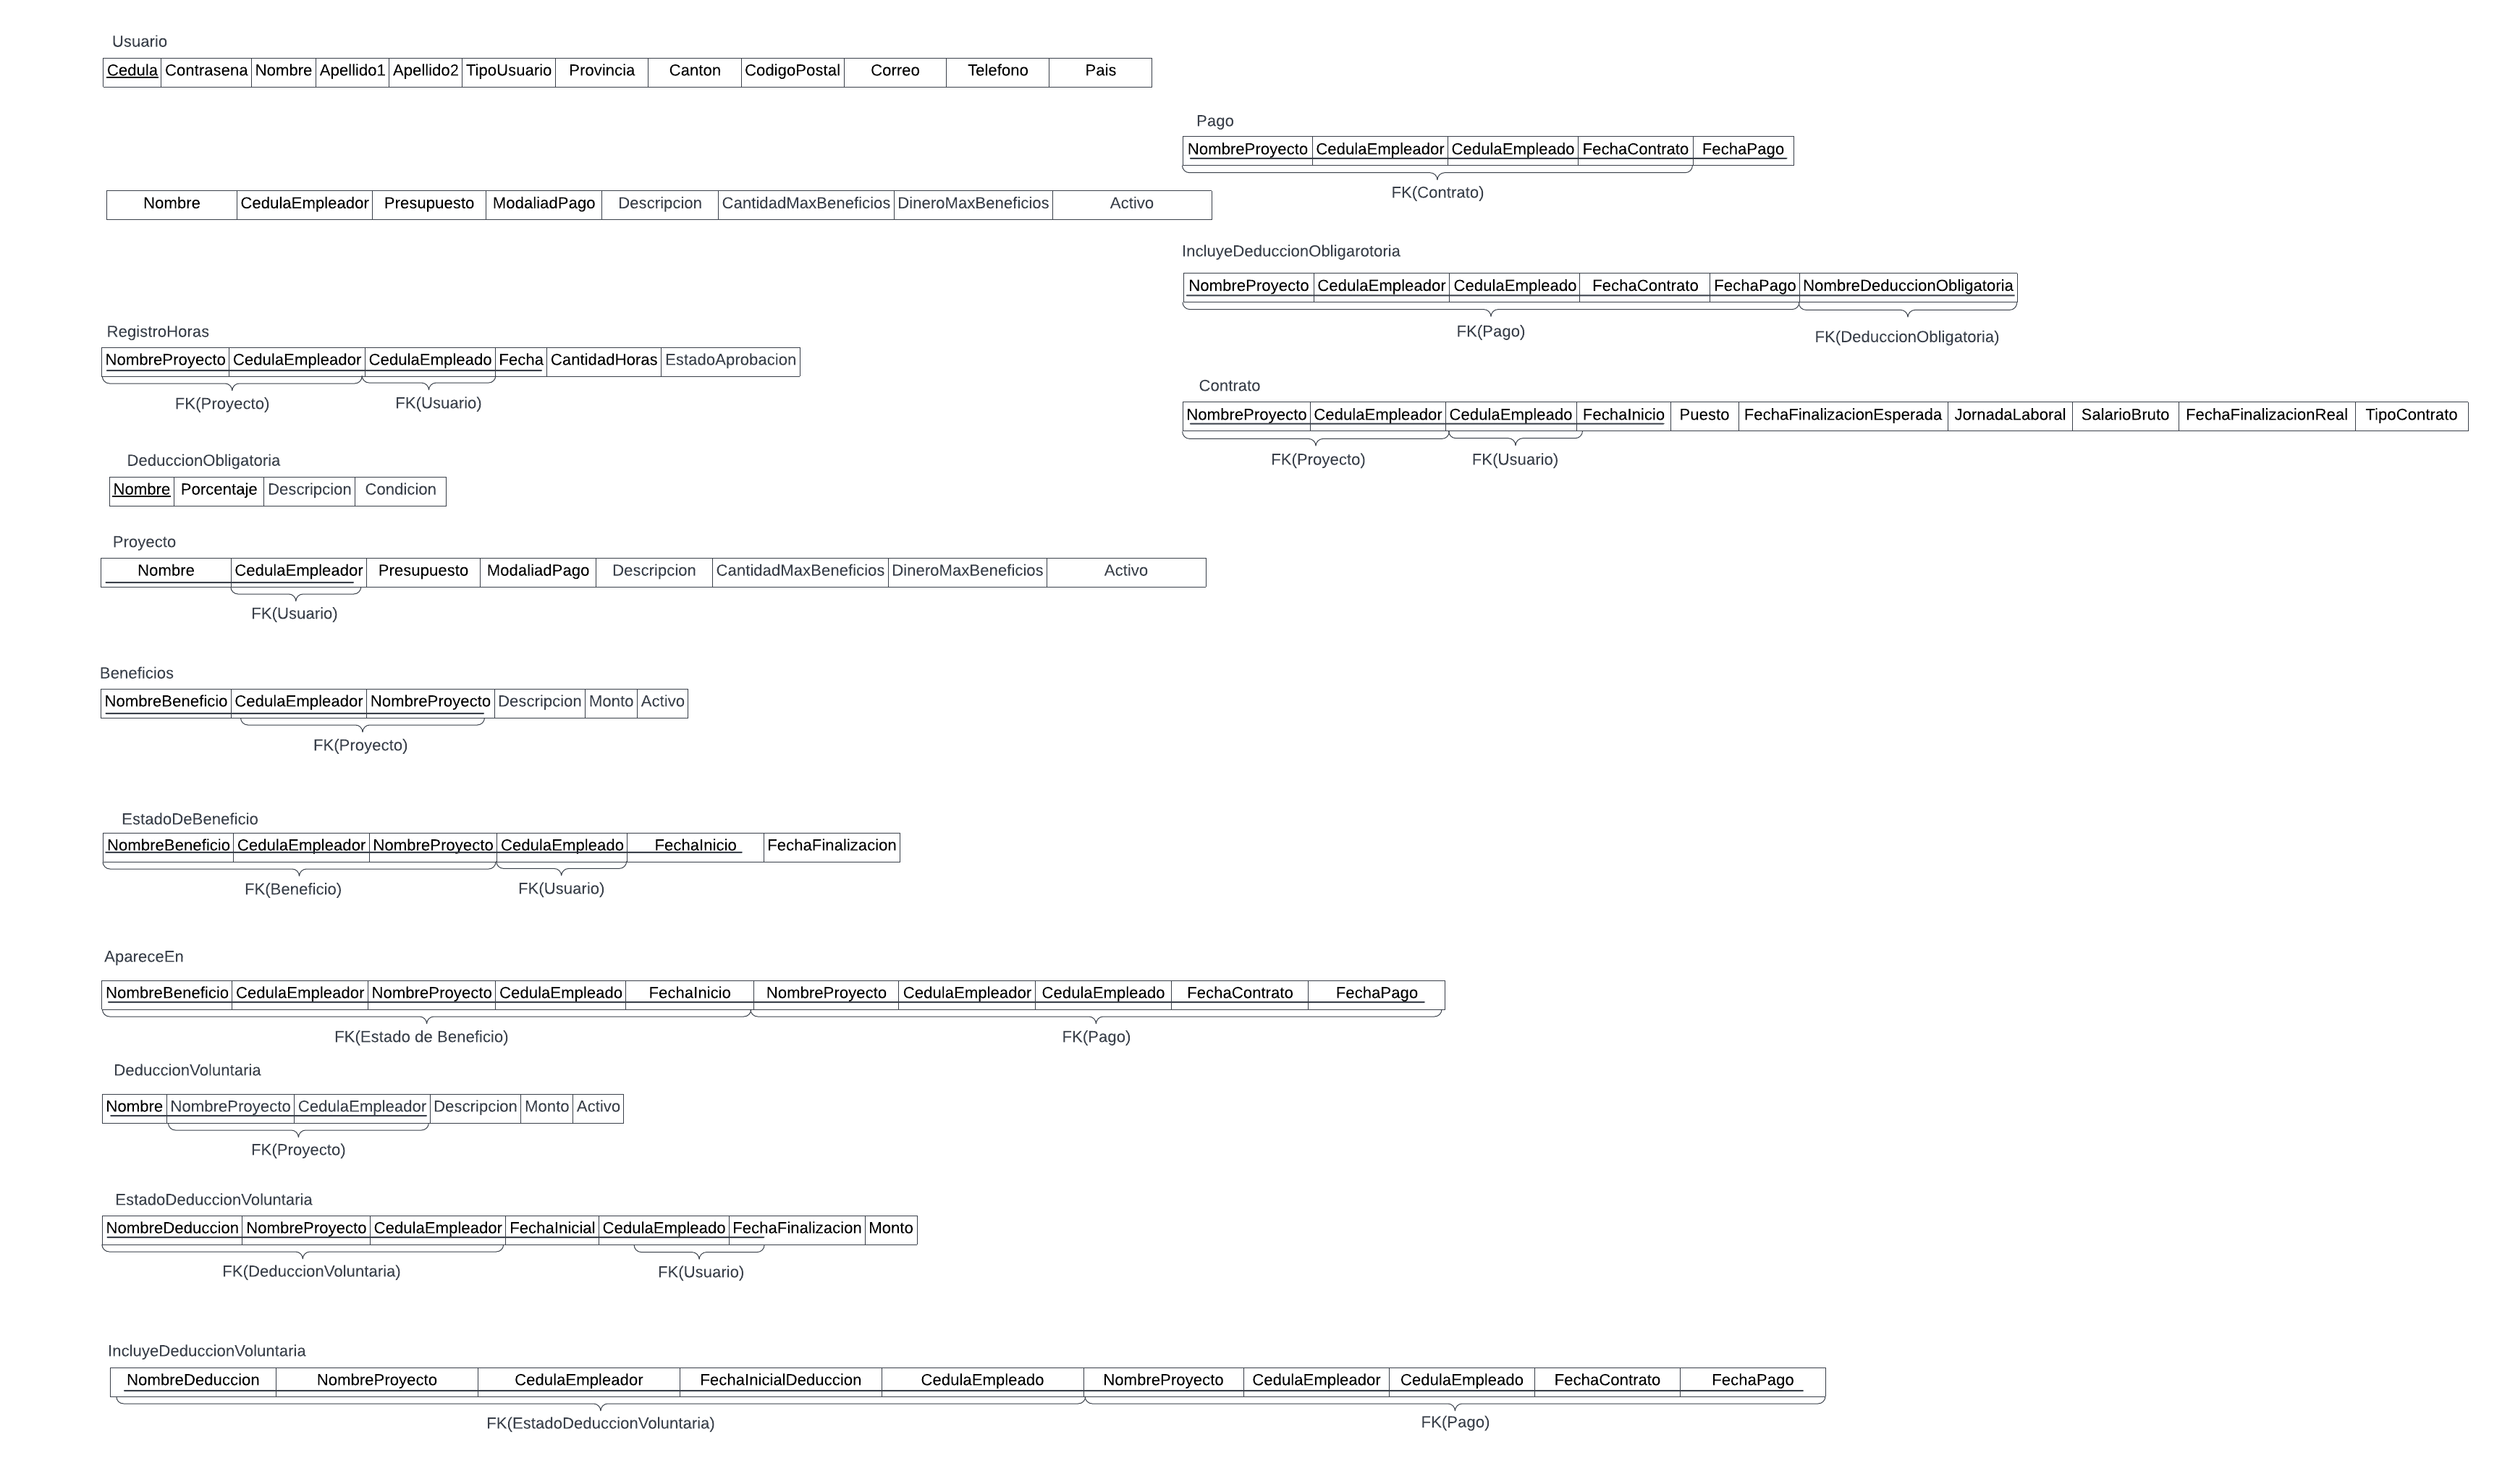 Usuario
Cedula Contrasena Nombre Apellido1 Apellido2 TipoUsuario Provincia Canton CodigoPostal Correo Telefono Pais
Pago
NombreProyecto CedulaEmpleador CedulaEmpleado FechaContrato FechaPago
FK(Contrato)
Nombre CedulaEmpleador Presupuesto ModaliadPago Descripcion CantidadMaxBeneficios DineroMaxBeneficios Activo
IncluyeDeduccionObligarotoria
NombreProyecto CedulaEmpleador CedulaEmpleado FechaContrato FechaPago NombreDeduccionObligatoria
FK(Pago) FK(DeduccionObligatoria)
RegistroHoras
NombreProyecto CedulaEmpleador CedulaEmpleado Fecha CantidadHoras EstadoAprobacion
FK(Proyecto) FK(Usuario)
Contrato
NombreProyecto CedulaEmpleador CedulaEmpleado FechaInicio Puesto FechaFinalizacionEsperada JornadaLaboral SalarioBruto FechaFinalizacionReal TipoContrato
FK(Proyecto) FK(Usuario)
DeduccionObligatoria
Nombre Porcentaje Descripcion Condicion
Proyecto
Nombre CedulaEmpleador Presupuesto ModaliadPago Descripcion CantidadMaxBeneficios DineroMaxBeneficios Activo
FK(Usuario)
Beneficios
NombreBeneficio CedulaEmpleador NombreProyecto Descripcion Monto Activo
FK(Proyecto)
EstadoDeBeneficio
NombreBeneficio CedulaEmpleador NombreProyecto CedulaEmpleado FechaInicio FechaFinalizacion
FK(Beneficio) FK(Usuario)
ApareceEn
NombreBeneficio CedulaEmpleador NombreProyecto CedulaEmpleado FechaInicio NombreProyecto CedulaEmpleador CedulaEmpleado FechaContrato FechaPago
FK(Estado de Beneficio) FK(Pago)
DeduccionVoluntaria
Nombre NombreProyecto CedulaEmpleador Descripcion Monto Activo
FK(Proyecto)
EstadoDeduccionVoluntaria
NombreDeduccion NombreProyecto CedulaEmpleador FechaInicial CedulaEmpleado FechaFinalizacion Monto
FK(DeduccionVoluntaria) FK(Usuario)
IncluyeDeduccionVoluntaria
NombreDeduccion NombreProyecto CedulaEmpleador FechaInicialDeduccion CedulaEmpleado NombreProyecto CedulaEmpleador CedulaEmpleado FechaContrato FechaPago
FK(EstadoDeduccionVoluntaria) FK(Pago)